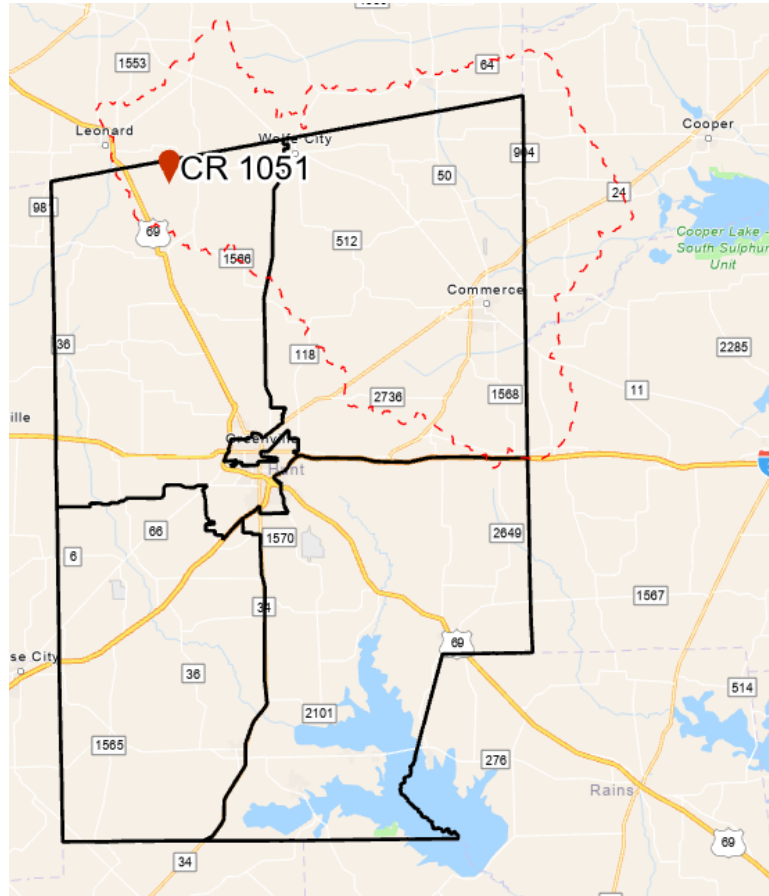 1553
64
Leonard
Wolfe City
Cooper
CR 1051
904
50
981
24
69
512
Cooper Lake -
South Sulphur
Unit
1566
Commerce
36
118
2285
11
2736
1568
ville
Greenville
Hunt
66
1570
2649
6
1567
34
69
se City
36
514
2101
1565
276
Rains
69
34